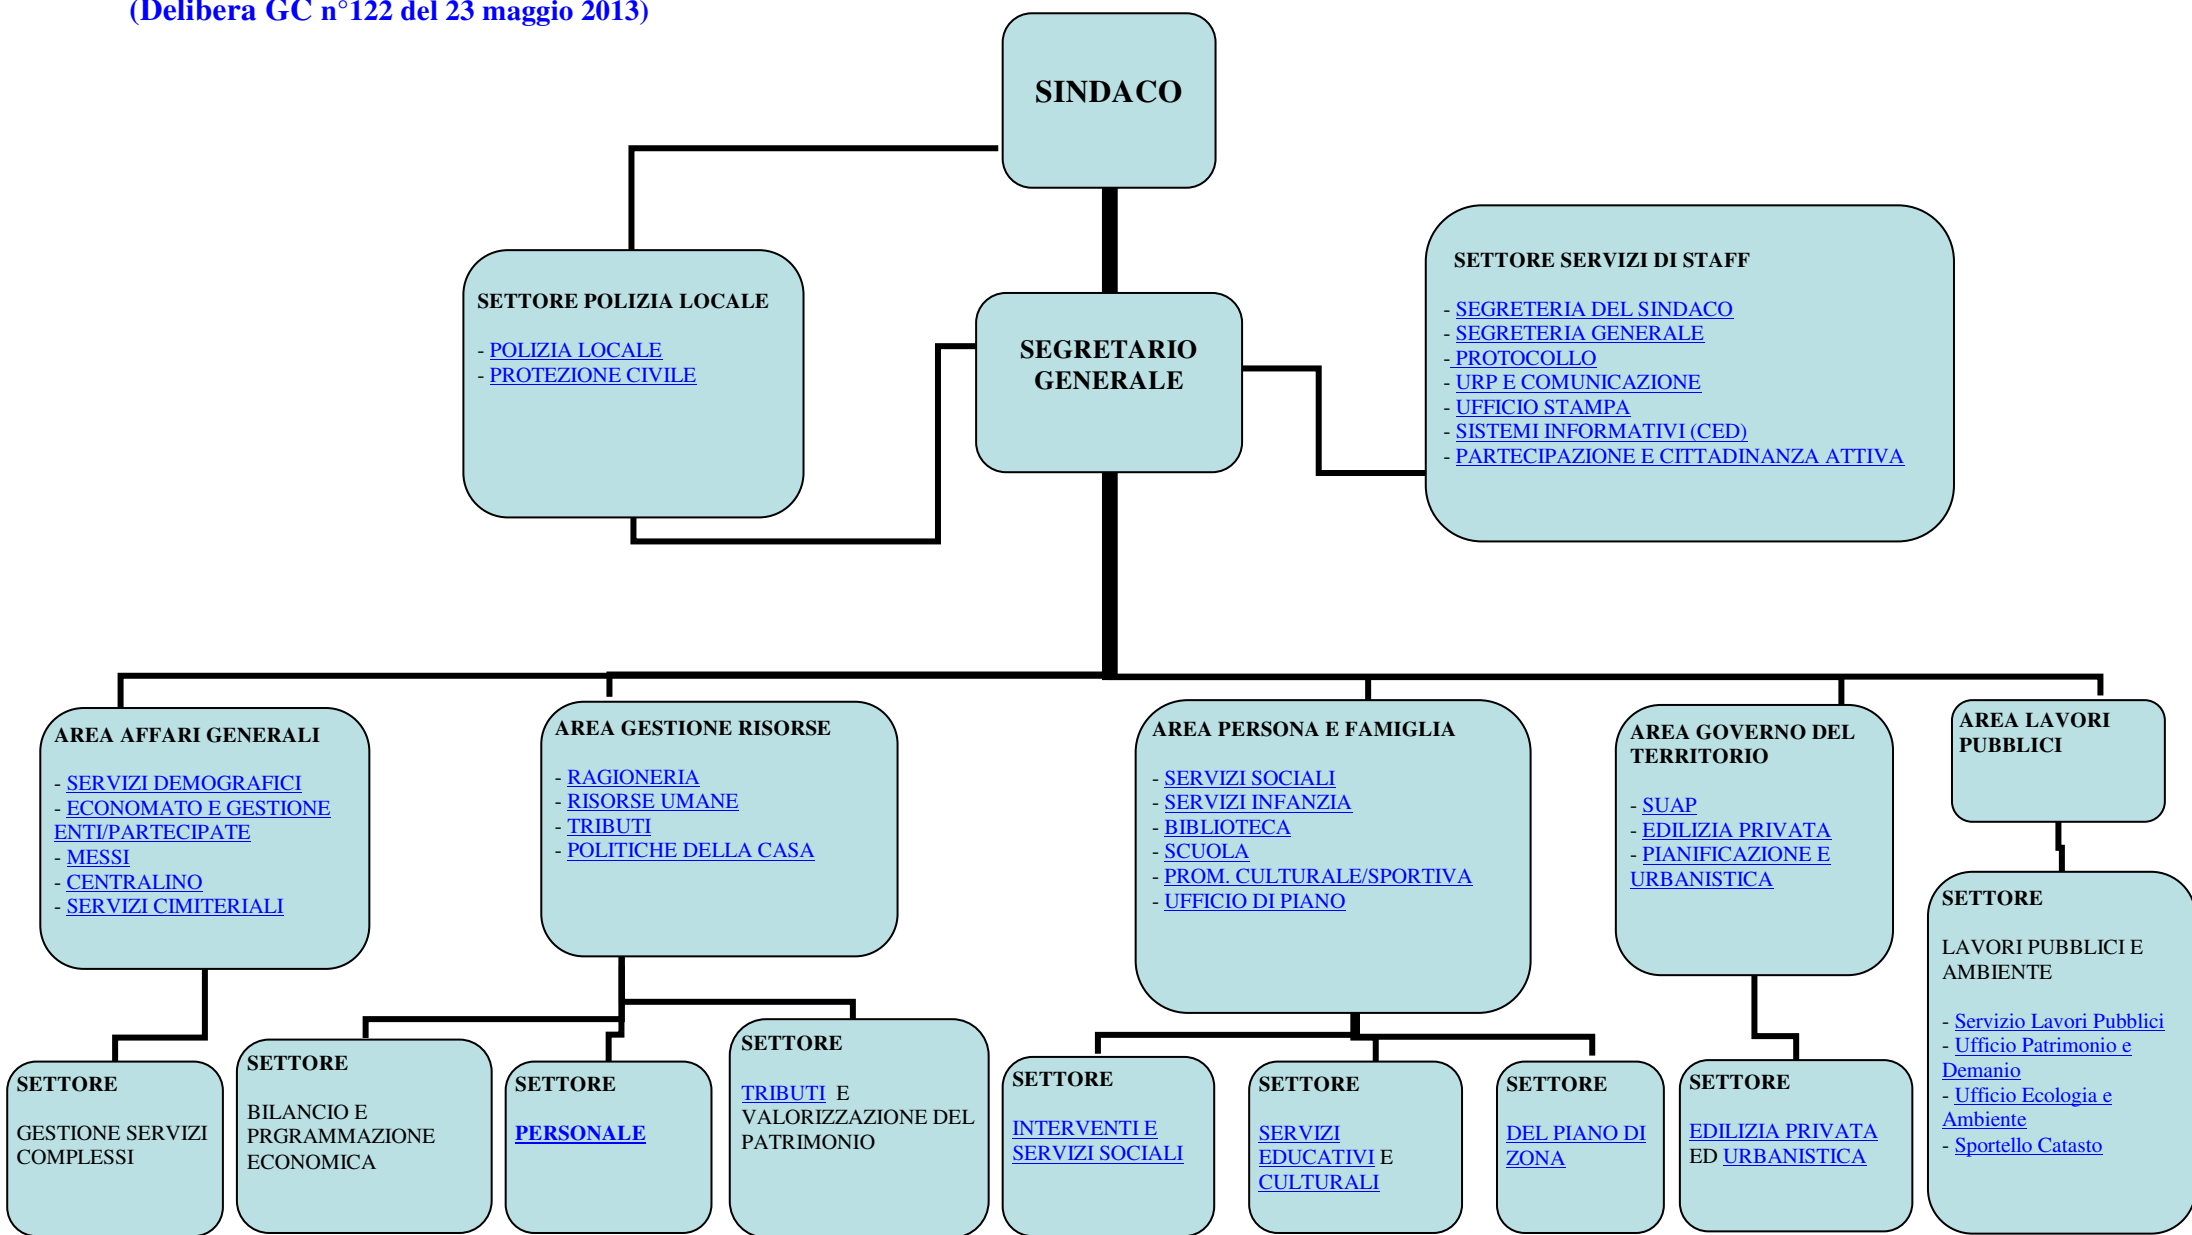 (Delibera GC n°122 del 23 maggio 2013)
SINDACO
SETTORE POLIZIA LOCALE
- POLIZIA LOCALE
- PROTEZIONE CIVILE
SEGRETARIO
GENERALE
SETTORE SERVIZI DI STAFF
- SEGRETERIA DEL SINDACO
- SEGRETERIA GENERALE
- PROTOCOLLO
- URP E COMUNICAZIONE
- UFFICIO STAMPA
- SISTEMI INFORMATIVI (CED)
- PARTECIPAZIONE E CITTADINANZA ATTIVA
AREA AFFARI GENERALI
- SERVIZI DEMOGRAFICI
- ECONOMATO E GESTIONE
ENTI/PARTECIPATE
- MESSI
- CENTRALINO
- SERVIZI CIMITERIALI
AREA GESTIONE RISORSE
- RAGIONERIA
- RISORSE UMANE
- TRIBUTI
- POLITICHE DELLA CASA
AREA PERSONA E FAMIGLIA
- SERVIZI SOCIALI
- SERVIZI INFANZIA
- BIBLIOTECA
- SCUOLA
- PROM. CULTURALE/SPORTIVA
- UFFICIO DI PIANO
AREA GOVERNO DEL
TERRITORIO
- SUAP
- EDILIZIA PRIVATA
- PIANIFICAZIONE E
URBANISTICA
AREA LAVORI
PUBBLICI
SETTORE
GESTIONE SERVIZI
COMPLESSI
SETTORE
BILANCIO E
PRGRAMMAZIONE
ECONOMICA
SETTORE
PERSONALE
SETTORE
TRIBUTI E
VALORIZZAZIONE DEL
PATRIMONIO
SETTORE
INTERVENTI E
SERVIZI SOCIALI
SETTORE
SERVIZI
EDUCATIVI E
CULTURALI
SETTORE
DEL PIANO DI
ZONA
SETTORE
EDILIZIA PRIVATA
ED URBANISTICA
SETTORE
LAVORI PUBBLICI E
AMBIENTE
- Servizio Lavori Pubblici
- Ufficio Patrimonio e
Demanio
- Ufficio Ecologia e
Ambiente
- Sportello Catasto